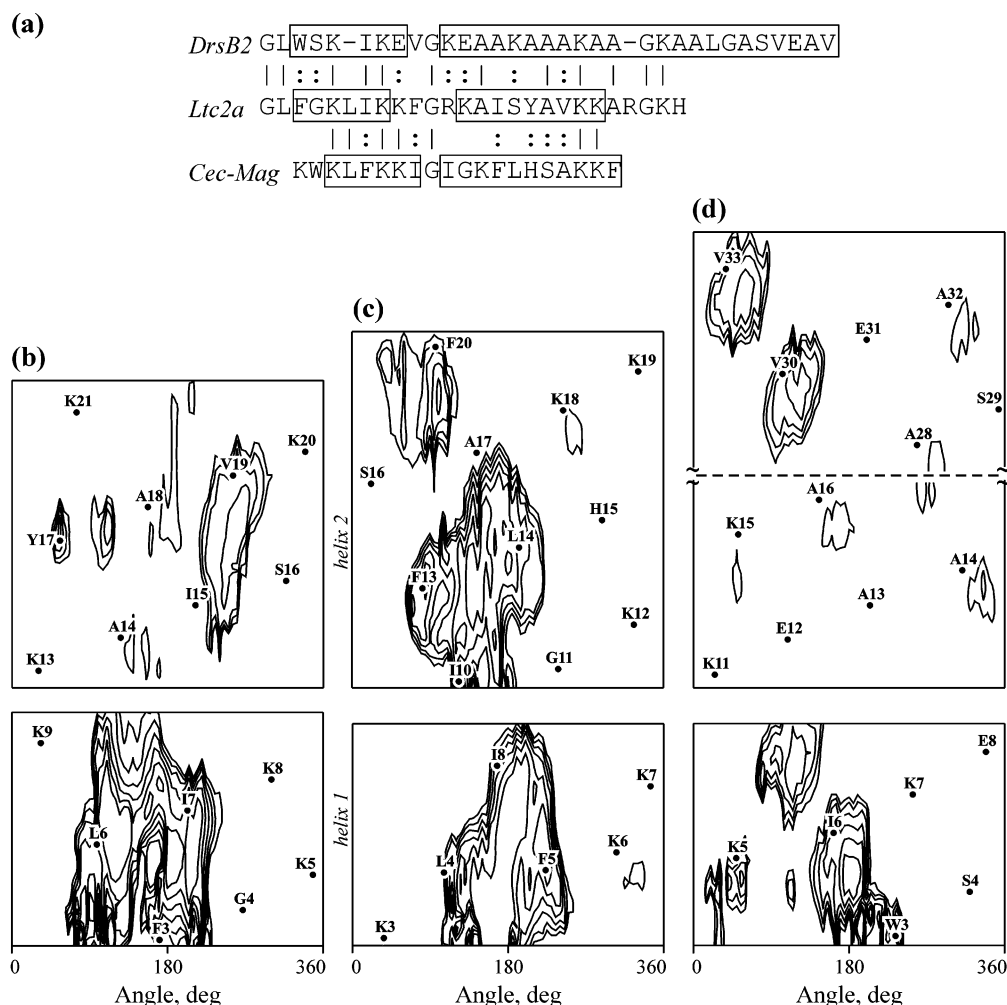 (a)
DrsB2 GLWSK-IKEVGKEAAKAAAKAA-GKAALGASVEAV
||::| ||: |::| : |: | ||
Ltc2a GLFGKLIKKFGRKAISYAVKKARGKH
||:||:| : :::||
Cec-Mag KWKLFKKIGIGKFLHSAKKF
(b)
K21
K20
V19
A18
Y17
S16
I15
A14
K13
K9
K8
I7
L6
K5
G4
F3
0 180 360
Angle, deg
(c)
F20
K19
K18
A17
S16
H15
L14
F13
K12
G11
I10
helix 2
I8
K7
K6
F5
L4
K3
helix 1
0 180 360
Angle, deg
(d)
V33
A32
E31
V30
S29
A28
A16
K15
A14
A13
E12
K11
E8
K7
I6
K5
S4
W3
0 180 360
Angle, deg